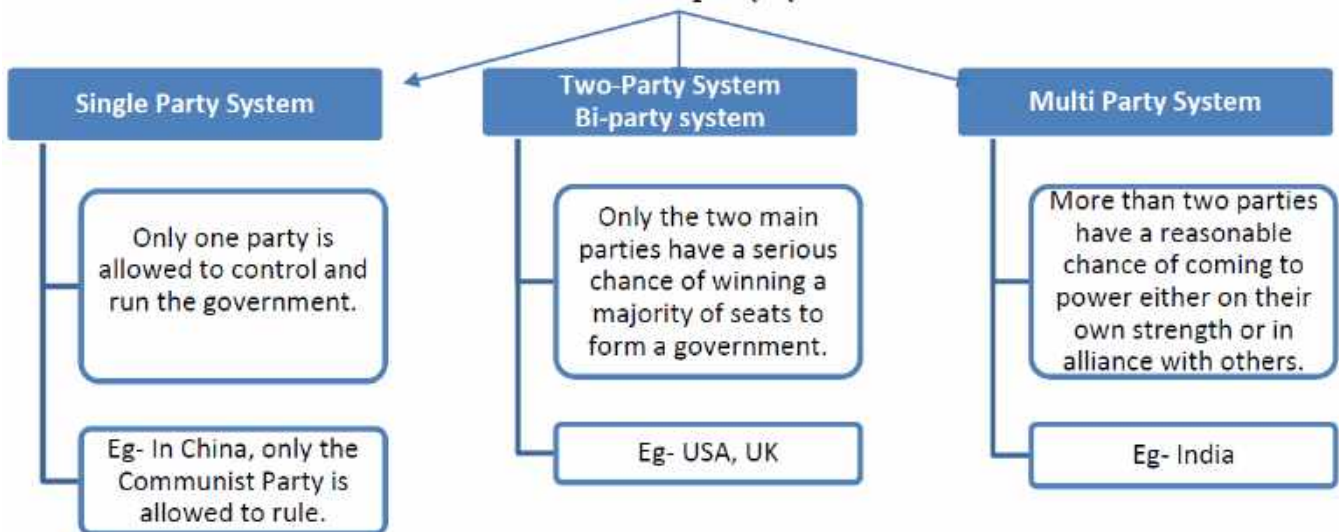 Single Party System
Only one party is
allowed to control and
run the government.
Eg- In China, only the
Communist Party is
allowed to rule.
Two-Party System
Bi-party system
Only the two main
parties have a serious
chance of winning a
majority of seats to
form a government.
Eg- USA, UK
Multi Party System
More than two parties
have a reasonable
chance of coming to
power either on their
own strength or in
alliance with others.
Eg- India